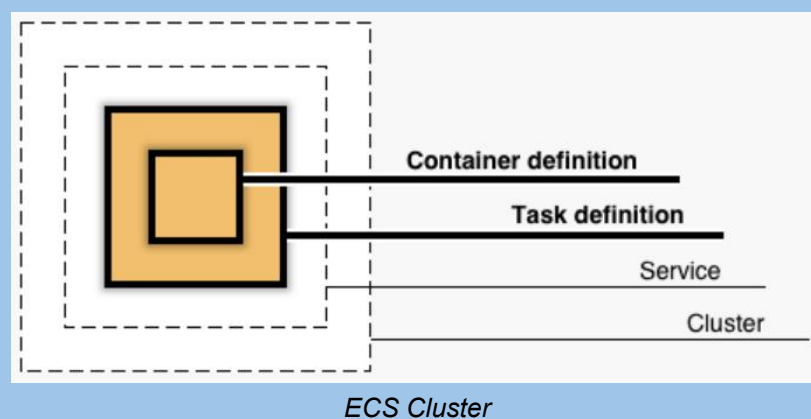 Container definition
Task definition
Service
Cluster
ECS Cluster